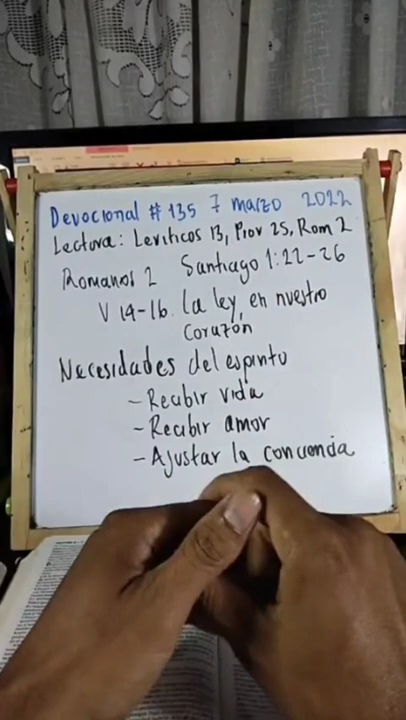 Devocional # 135 7 marzo 2022
Lectura: Levíticos 13, Prov 25, Rom 2
Romanos 2 Santiago 1:22-26
V 14-16. La ley, en nuestro
Corazón
Necesidades del espíritu
- Recibir vida
- Recibir amor
- Ajustar la conciencia